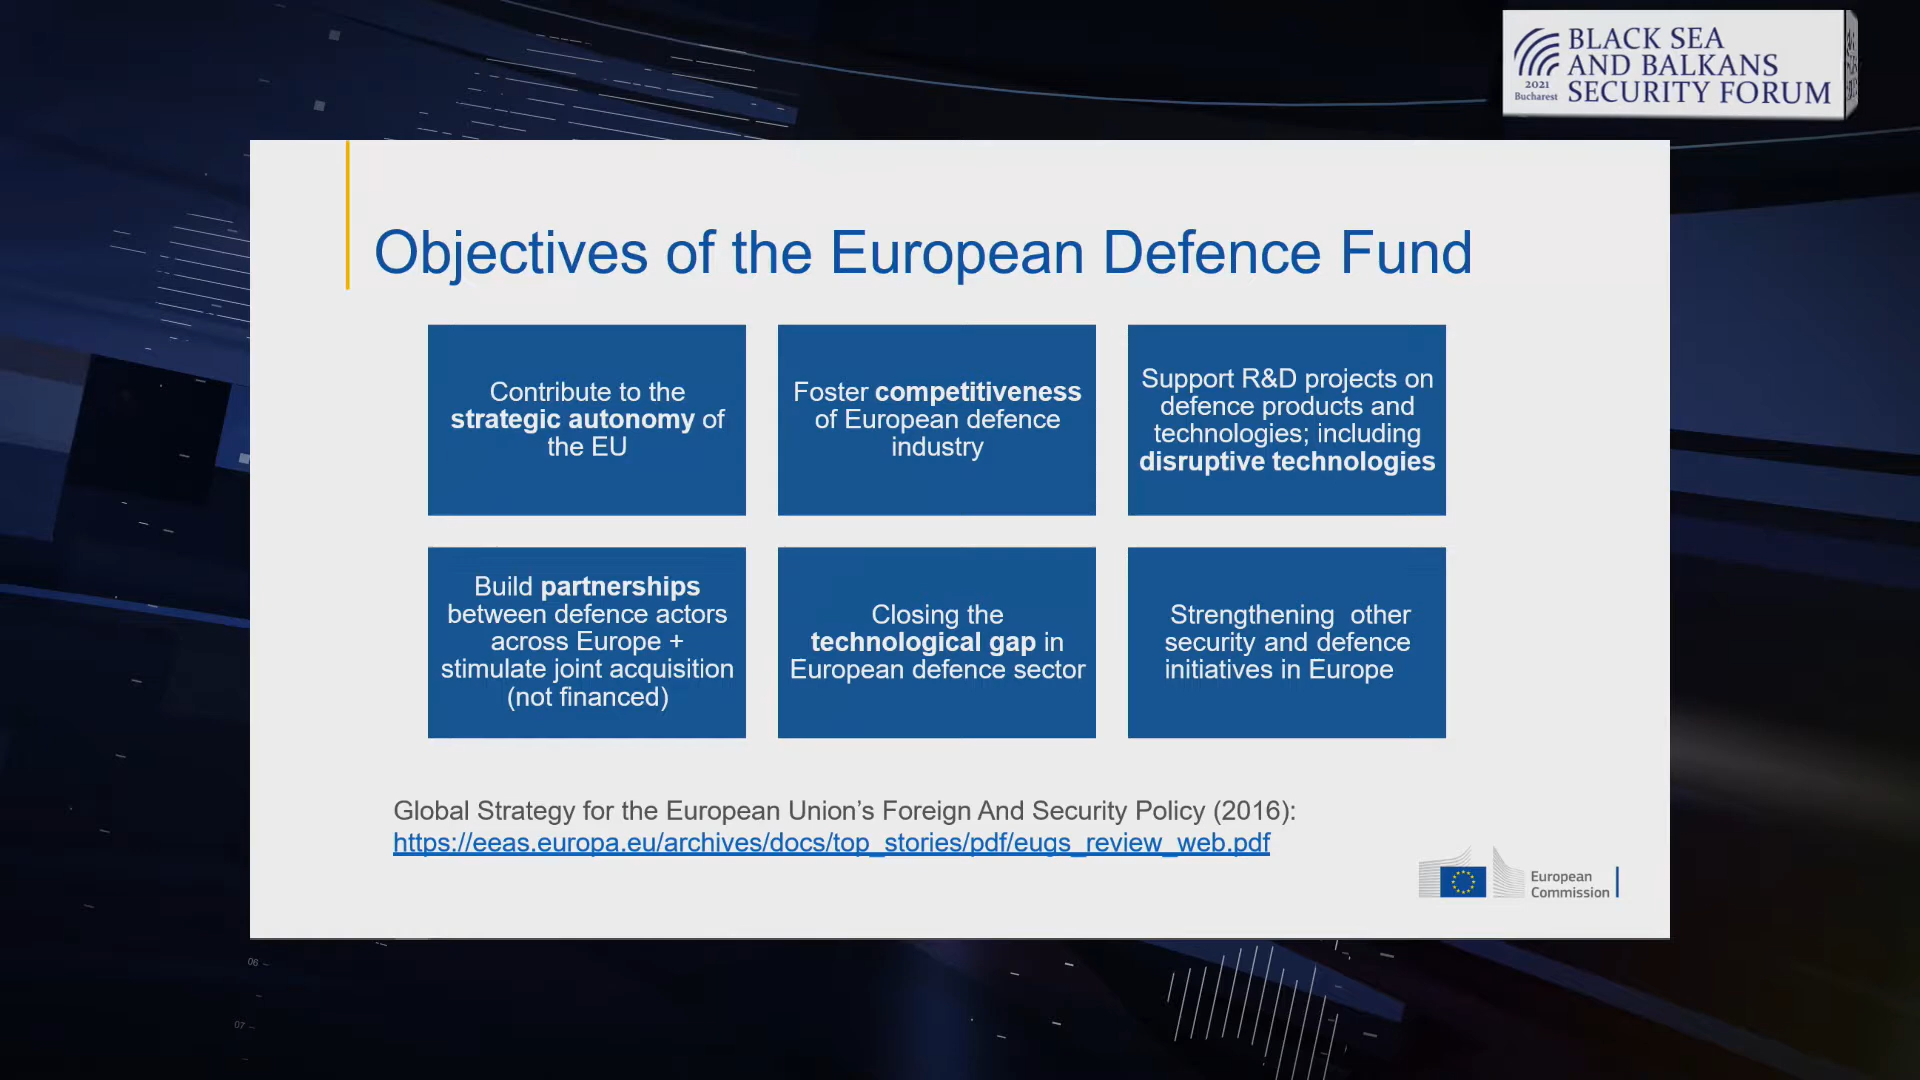 BLACK SEA
AND BALKANS
SECURITY FORUM
2021
Bucharest
Objectives of the European Defence Fund
Contribute to the
strategic autonomy of
the EU
Foster competitiveness
of European defence
industry
Support R&D projects on
defence products and
technologies; including
disruptive technologies
Build partnerships
between defence actors
across Europe +
stimulate joint acquisition
(not financed)
Closing the
technological gap in
European defence sector
Strengthening other
security and defence
initiatives in Europe
Global Strategy for the European Union’s Foreign And Security Policy (2016):
https://eeas.europa.eu/archives/docs/top_stories/pdf/eugs_review_web.pdf
European
Commission
06
07